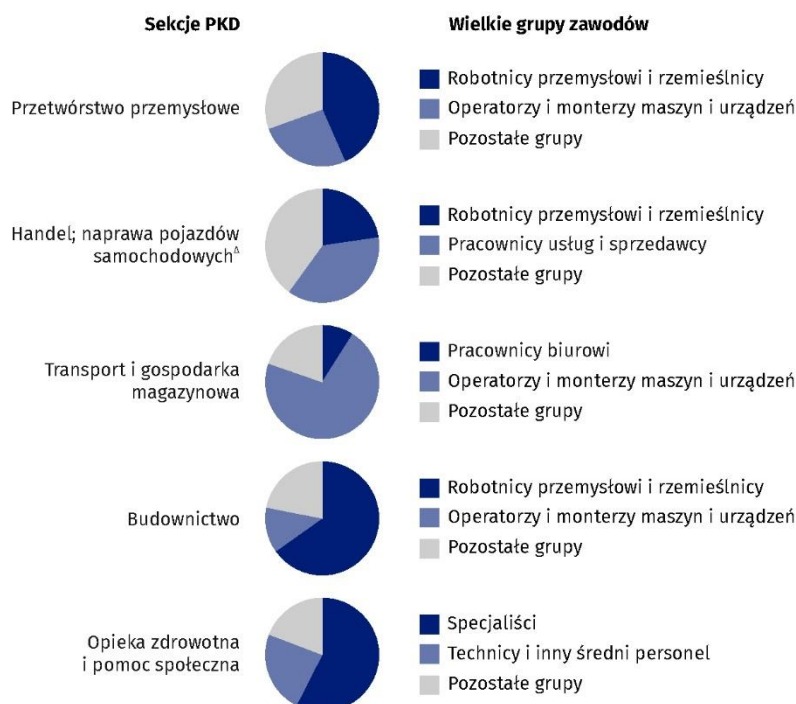 Sekcje PKD
Wielkie grupy zawodów
Przetwórstwo przemysłowe
Robotnicy przemysłowi i rzemieślnicy
Operatorzy i monterzy maszyn i urządzeń
Pozostałe grupy
Handel; naprawa pojazdów
samochodowychᐞ
Robotnicy przemysłowi i rzemieślnicy
Pracownicy usług i sprzedawcy
Pozostałe grupy
Transport i gospodarka
magazynowa
Pracownicy biurowi
Operatorzy i monterzy maszyn i urządzeń
Pozostałe grupy
Budownictwo
Robotnicy przemysłowi i rzemieślnicy
Operatorzy i monterzy maszyn i urządzeń
Pozostałe grupy
Opieka zdrowotna
i pomoc społeczna
Specjaliści
Technicy i inny średni personel
Pozostałe grupy